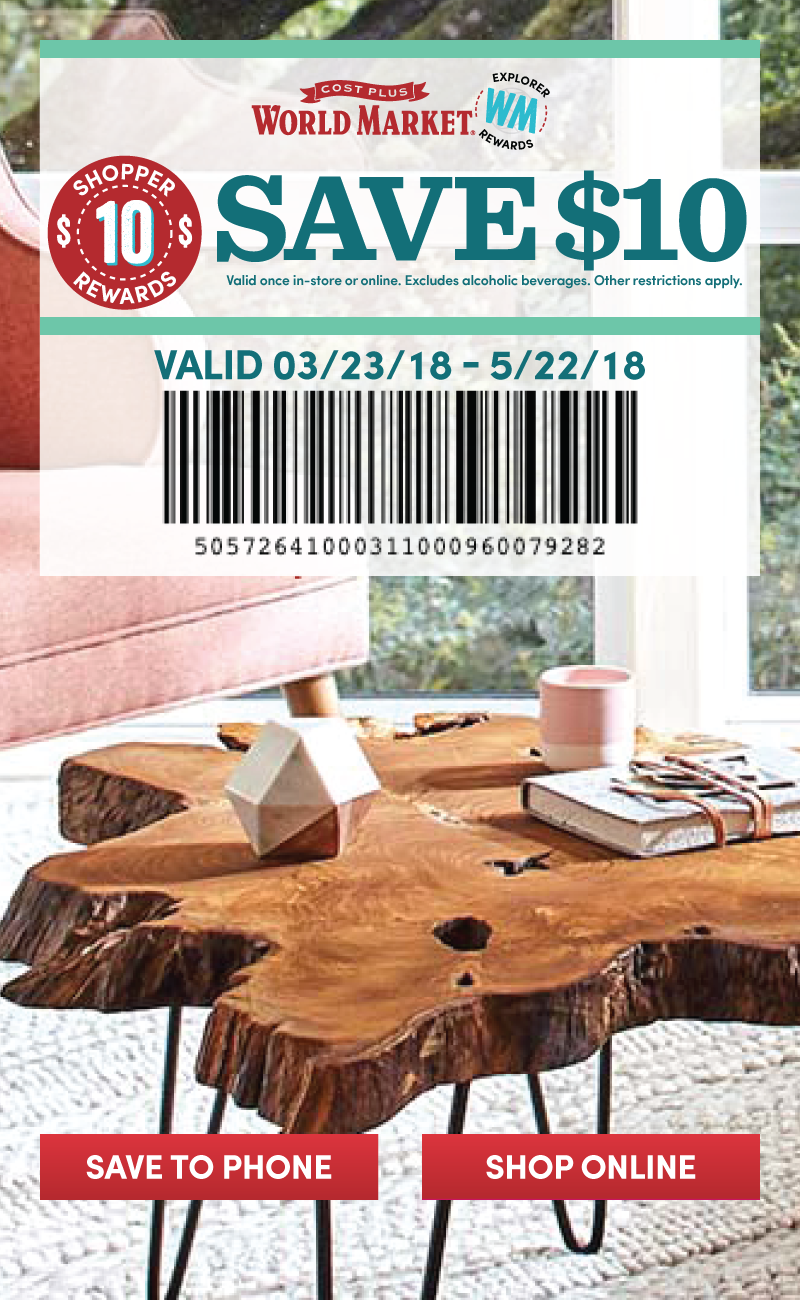 COST PLUS
WORLD MARKET®
EXPLORER
WM
REWARDS
SHOPPER
$ 10 $
REWARDS
SAVE $10
Valid once in-store or online. Excludes alcoholic beverages. Other restrictions apply.
VALID 03/23/18 – 5/22/18
50572641000311000960079282
SAVE TO PHONE
SHOP ONLINE